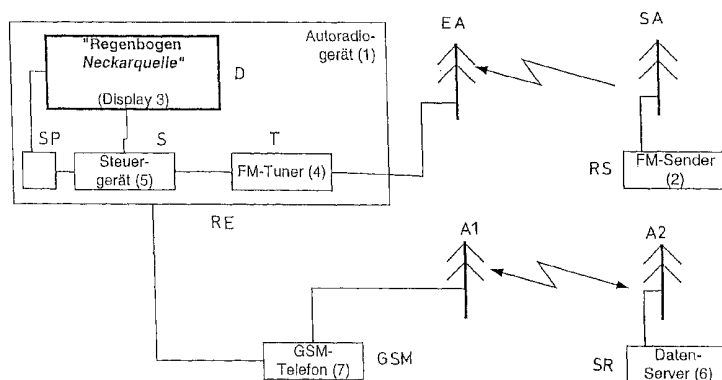 "Regenbogen
Neckarquelle"
(Display 3)
D
Autoradio-
gerät (1)
EA
SA
SP
S
T
Steuer-
gerät (5)
FM-Tuner (4)
RS
FM-Sender
(2)
RE
A1
A2
GSM-
Telefon (7)
GSM
SR
Daten-
Server (6)